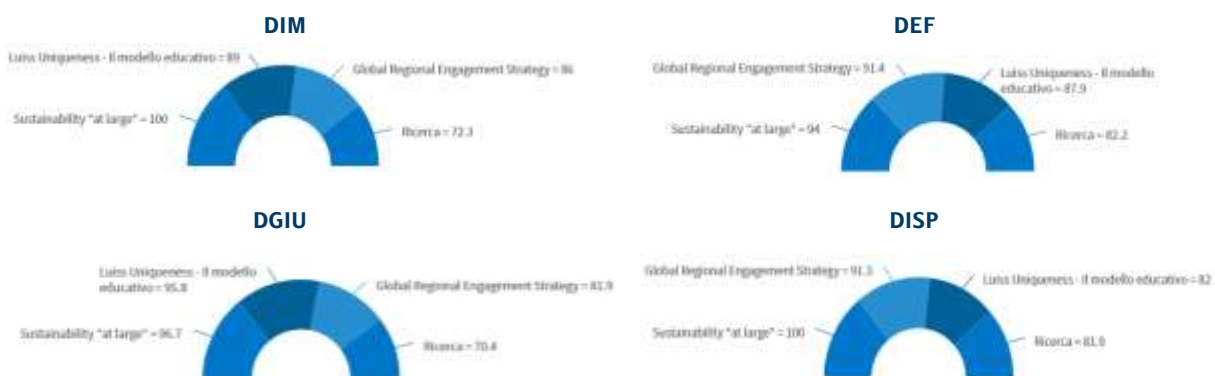 DIM
Luiss Uniqueness - Il modello educativo = 89
Global Regional Engagement Strategy = 86
Sustainability "at large" = 100
Ricerca = 72.3
DEF
Global Regional Engagement Strategy = 91.4
Luiss Uniqueness - Il modello
educativo = 87.9
Sustainability "at large" = 94
Ricerca = 82.2
DGIU
Luiss Uniqueness - Il modello
educativo = 95.8
Global Regional Engagement Strategy = 81.9
Sustainability "at large" = 96.7
Ricerca = 70.4
DISP
Global Regional Engagement Strategy = 91.3
Luiss Uniqueness - Il modello educativo = 82
Sustainability "at large" = 100
Ricerca = 81.9